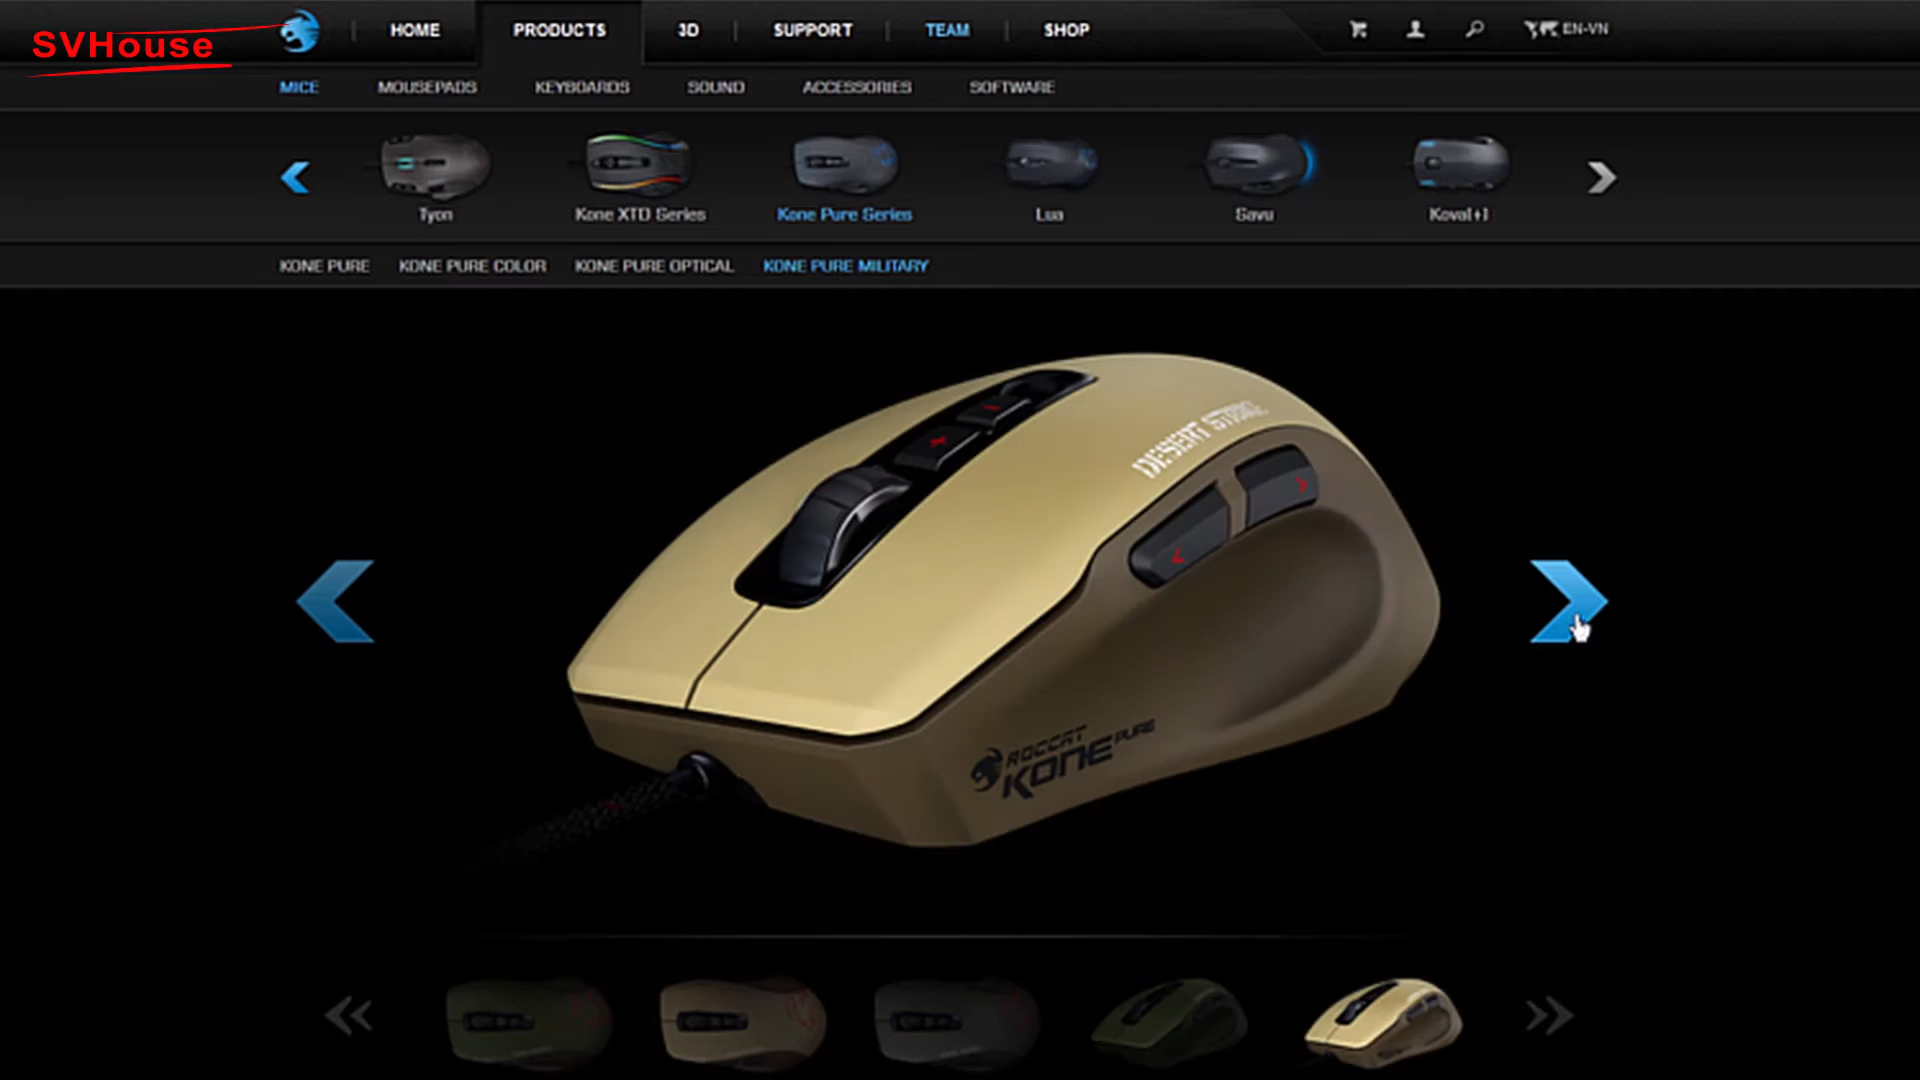 SVHouse
HOME PRODUCTS 3D SUPPORT TEAM SHOP EN-VN
MICE MOUSEPADS KEYBOARDS SOUND ACCESSORIES SOFTWARE
Tyon Kone XTD Series Kone Pure Series Lua Savu Kova[+]
KONE PURE KONE PURE COLOR KONE PURE OPTICAL KONE PURE MILITARY
DESERT STRIKE
ROCCAT
KONE PURE